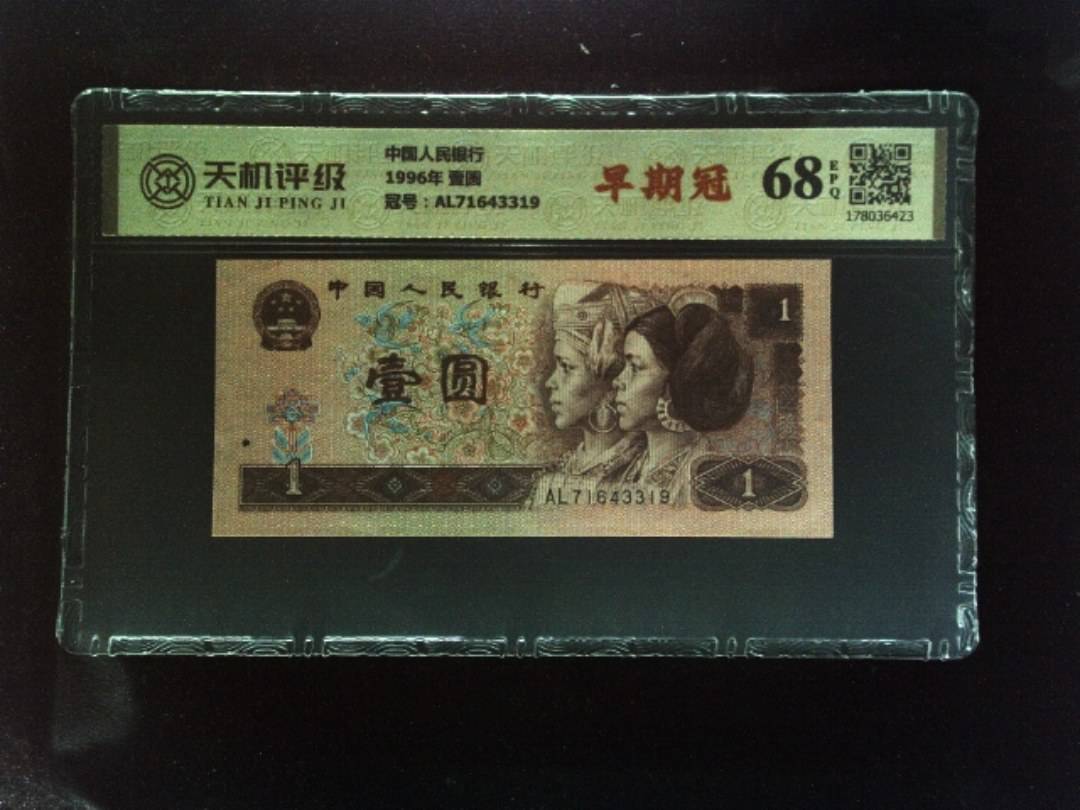 天机评级
TIAN JI PING JI
中国人民银行
1996年 壹圆
冠号：AL71643319
早期冠
68
EPQ
178036423
中国人民银行
1
壹圆
1
AL71643319
1